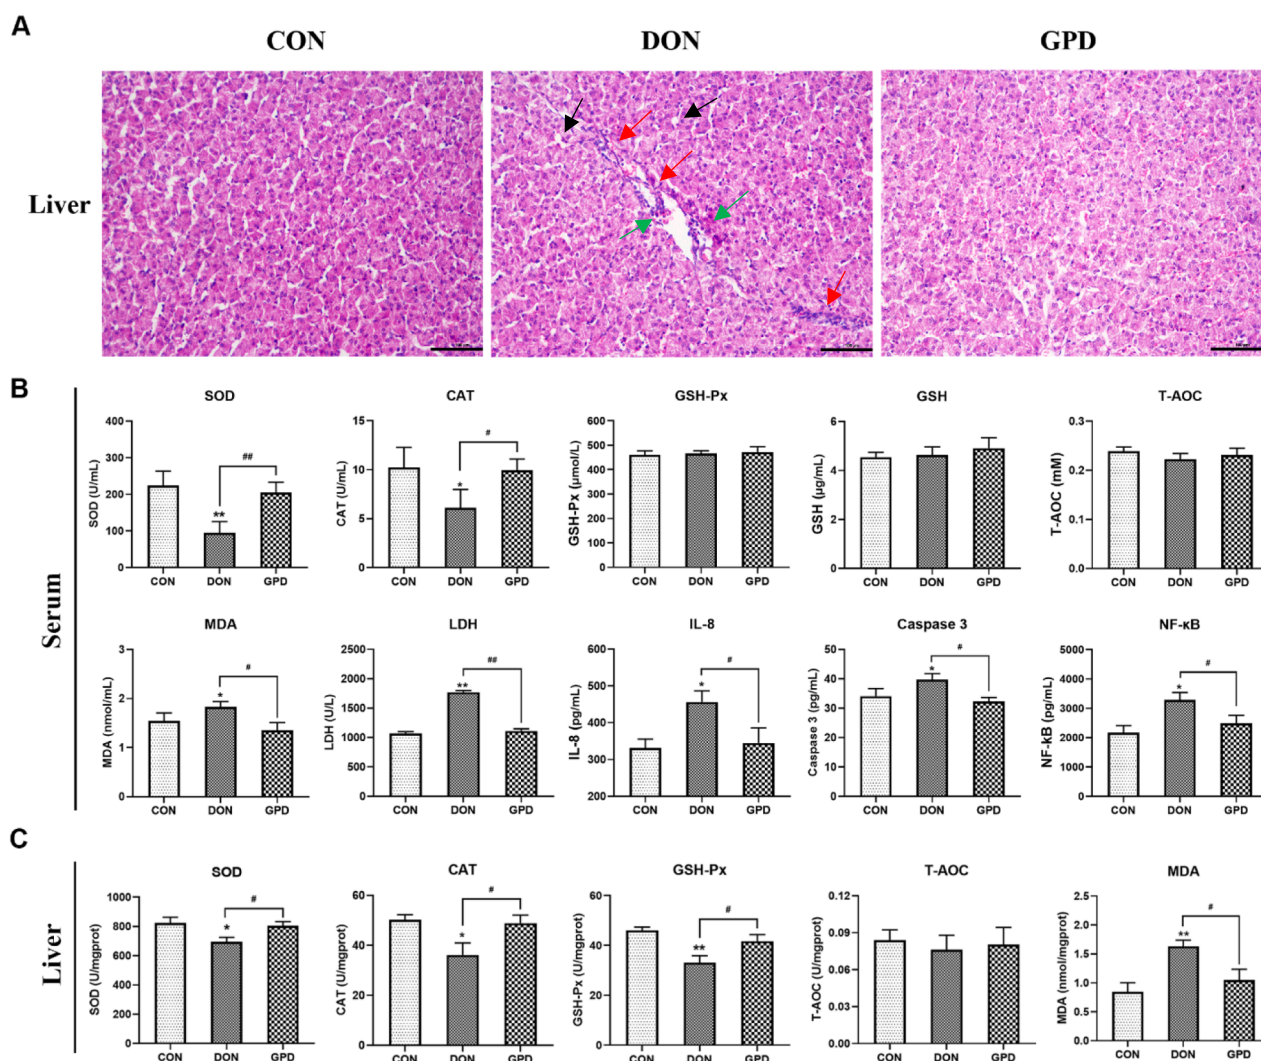 A
CON DON GPD
Liver
B
Serum
SOD
SOD (U/mL)
400
300
200
100
0
**
##
CON DON GPD
CAT
CAT (U/mL)
15
10
5
0
*
#
CON DON GPD
GSH-Px
GSH-Px (μmol/L)
600
500
400
300
200
100
0
CON DON GPD
GSH
GSH (μg/mL)
6
4
2
0
CON DON GPD
T-AOC
T-AOC (mM)
0.3
0.2
0.1
0.0
CON DON GPD
MDA
MDA (nmol/mL)
3
2
1
0
*
#
CON DON GPD
LDH
LDH (U/L)
2500
2000
1500
1000
500
0
**
##
CON DON GPD
IL-8
IL-8 (pg/mL)
600
500
400
300
200
*
#
CON DON GPD
Caspase 3
Caspase 3 (pg/mL)
50
40
30
20
10
0
*
#
CON DON GPD
NF-κB
NF-kB (pg/mL)
5000
4000
3000
2000
1000
0
*
#
CON DON GPD
C
Liver
SOD
SOD (U/mgprot)
1000
800
600
400
200
0
*
#
CON DON GPD
CAT
CAT (U/mgprot)
60
40
20
0
*
#
CON DON GPD
GSH-Px
GSH-Px (U/mgprot)
60
40
20
0
**
#
CON DON GPD
T-AOC
T-AOC (U/mgprot)
0.12
0.09
0.06
0.03
0.00
CON DON GPD
MDA
MDA (nmol/mgprot)
2.5
2.0
1.5
1.0
0.5
0.0
**
#
CON DON GPD